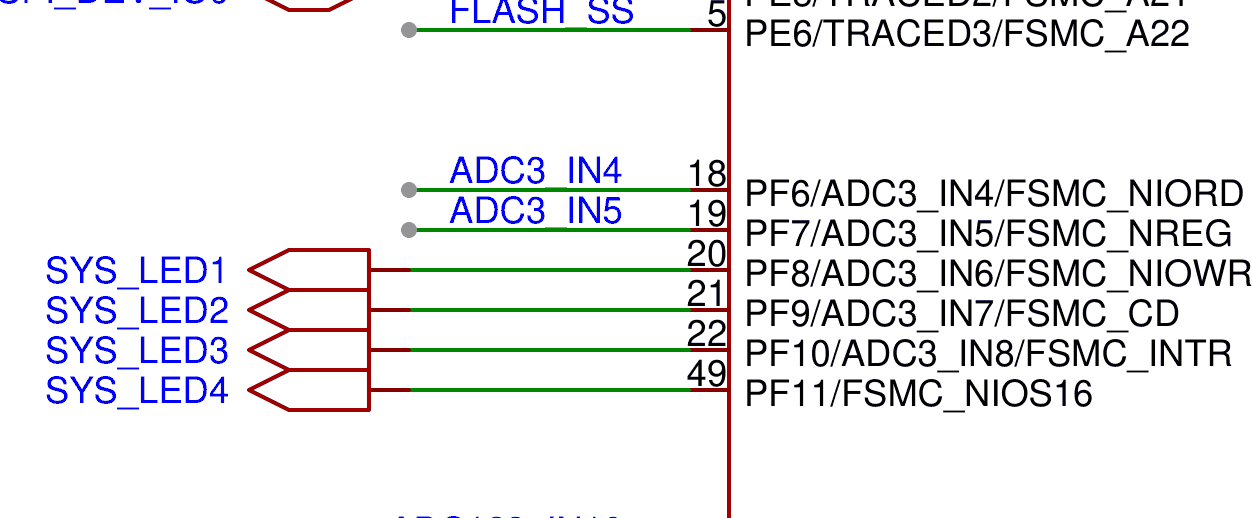 FLASH_SS 5 PE6/TRACED3/FSMC_A22
ADC3_IN4 18 PF6/ADC3_IN4/FSMC_NIORD
ADC3_IN5 19 PF7/ADC3_IN5/FSMC_NREG
SYS_LED1 20 PF8/ADC3_IN6/FSMC_NIOWR
SYS_LED2 21 PF9/ADC3_IN7/FSMC_CD
SYS_LED3 22 PF10/ADC3_IN8/FSMC_INTR
SYS_LED4 49 PF11/FSMC_NIOS16